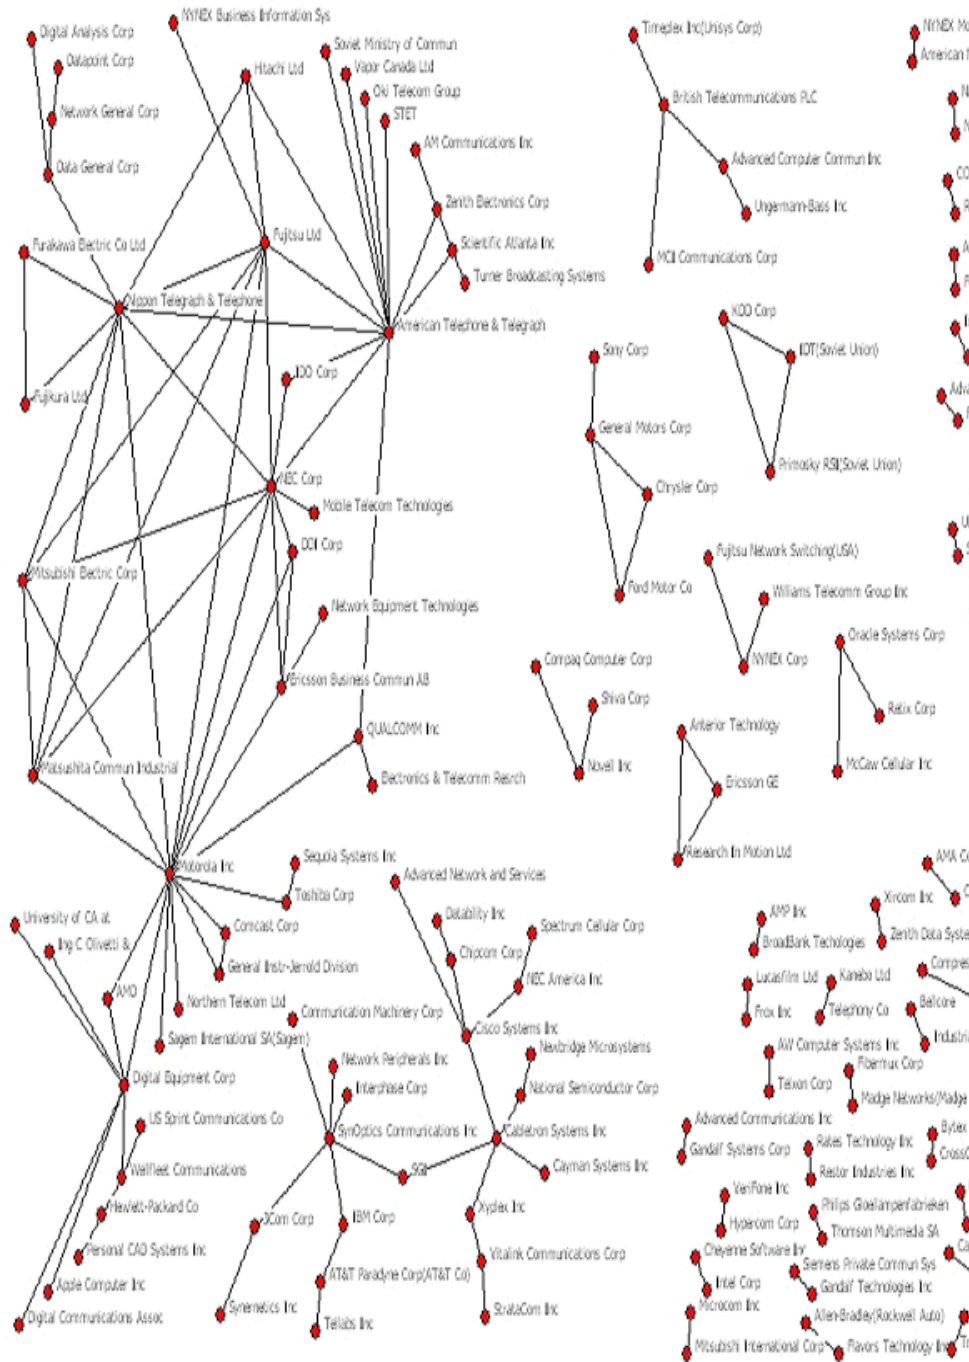 NYNEX Business Information Sys
Digital Analysis Corp
Datapoint Corp
Network General Corp
Data General Corp
Hitachi Ltd
Soviet Ministry of Commun
Vapor Canada Ltd
Oki Telecom Group
STET
AM Communications Inc
Zenith Electronics Corp
Scientific Atlanta Inc
Turner Broadcasting Systems
Furakawa Electric Co Ltd
Fujitsu Ltd
Nippon Telegraph & Telephone
American Telephone & Telegraph
Fujikura Ltd
IDO Corp
NEC Corp
Mobile Telecom Technologies
DDI Corp
Mitsubishi Electric Corp
Network Equipment Technologies
Ericsson Business Commun AB
QUALCOMM Inc
Matsushita Commun Industrial
Electronics & Telecomm Resrch
Motorola Inc
Sequoia Systems Inc
Toshiba Corp
Comcast Corp
General Instr-Jerrold Division
University of CA at
Ing C Olivetti &
AMD
Northern Telecom Ltd
Sagem International SA(Sagem)
Digital Equipment Corp
US Sprint Communications Co
Wellfleet Communications
Hewlett-Packard Co
Personal CAD Systems Inc
Apple Computer Inc
Digital Communications Assoc
Advanced Network and Services
Datability Inc
Chipcom Corp
Spectrum Cellular Corp
NEC America Inc
Cisco Systems Inc
Communication Machinery Corp
Network Peripherals Inc
Interphase Corp
SynOptics Communications Inc
Nexbridge Microsystems
National Semiconductor Corp
Cabletron Systems Inc
Cayman Systems Inc
SGI
3Com Corp
IBM Corp
Xyplex Inc
Vitalink Communications Corp
AT&T Paradyne Corp(AT&T Co)
Synernetics Inc
Tellabs Inc
StrataCom Inc
Timeplex Inc(Unisys Corp)
British Telecommunications PLC
Advanced Computer Commun Inc
Ungermann-Bass Inc
MCI Communications Corp
KDD Corp
IDT(Soviet Union)
Primosky RSI(Soviet Union)
Sony Corp
General Motors Corp
Chrysler Corp
Ford Motor Co
Fujitsu Network Switching(USA)
Williams Telecomm Group Inc
NYNEX Corp
Oracle Systems Corp
Retix Corp
McCaw Cellular Inc
Compaq Computer Corp
Shiva Corp
Novell Inc
Anterior Technology
Ericsson GE
Research In Motion Ltd
AMP Inc
BroadBank Techologies
Xircom Inc
Zenith Data Syste
Lucasfilm Ltd
Frox Inc
Kanebo Ltd
Telephony Co
Bellcore
Industria
AW Computer Systems Inc
Telxon Corp
Fibermux Corp
Madge Networks(Madge
Advanced Communications Inc
Gandalf Systems Corp
Rates Technology Inc
Restor Industries Inc
Bytex
CrossC
VeriFone Inc
Hypercom Corp
Philips Gloeilampenfabrieken
Thomson Multimedia SA
Cheyenne Software Inc
Intel Corp
Siemens Private Commun Sys
Gandalf Technologies Inc
Microcom Inc
Mitsubishi International Corp
Allen-Bradley(Rockwell Auto)
Flavors Technology Inc
NYNEX Mo
American
CO
Adva
AMA Co
Compres